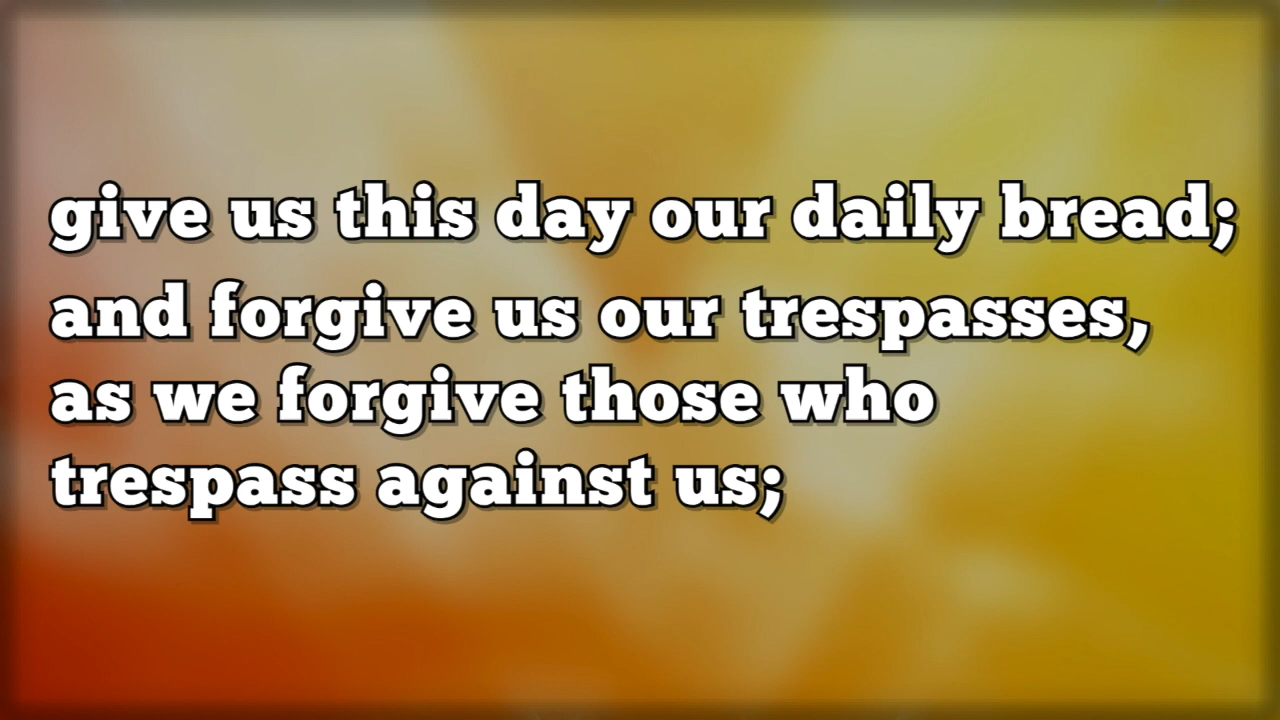 give us this day our daily bread;
and forgive us our trespasses,
as we forgive those who
trespass against us;